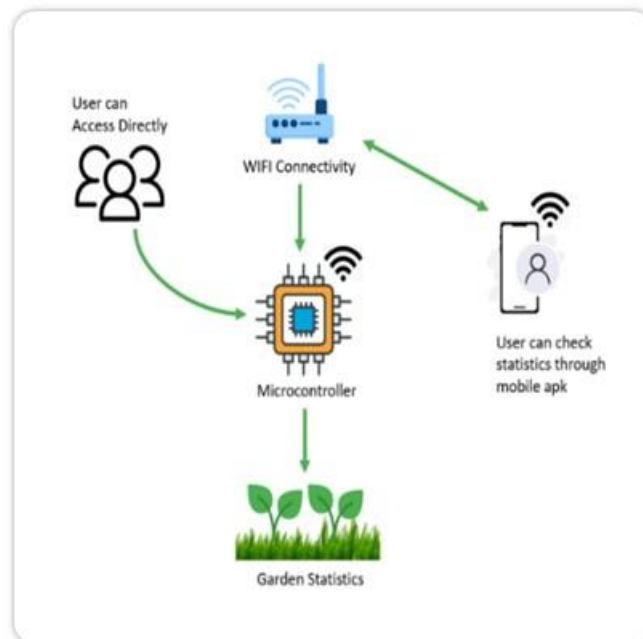 User can
Access Directly
WIFI Connectivity
User can check
statistics through
mobile apk
Microcontroller
Garden Statistics